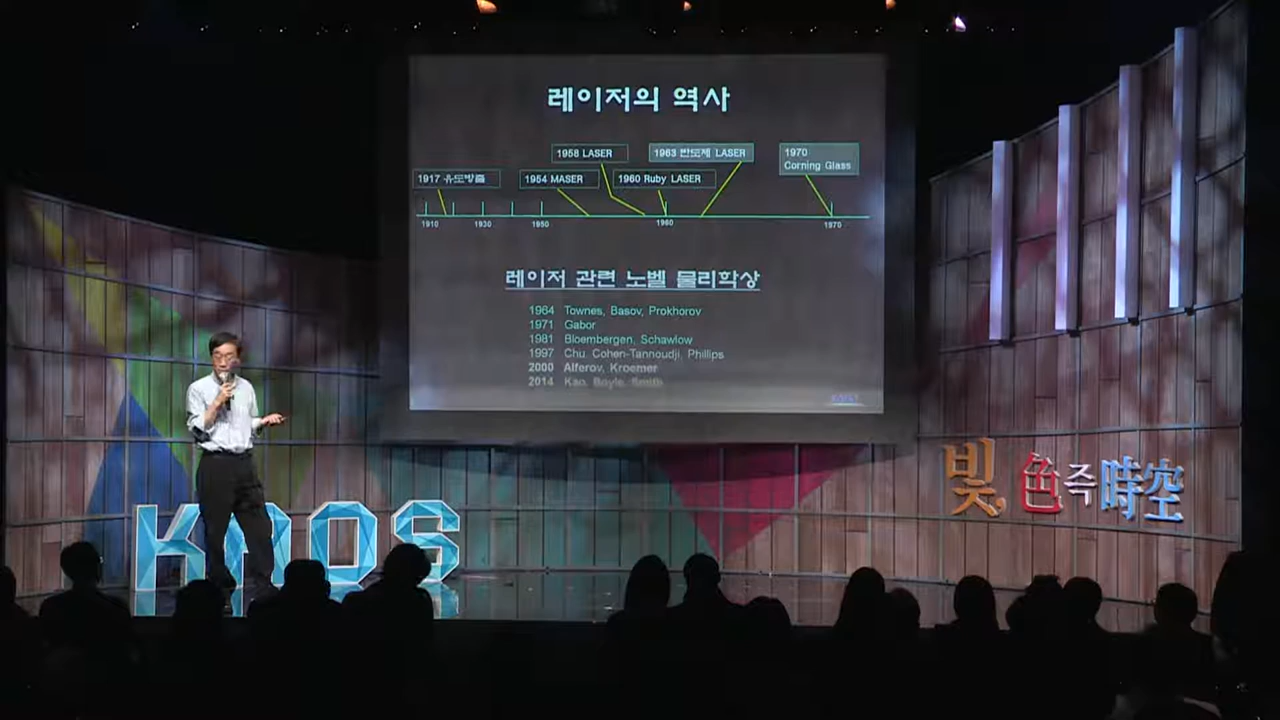 레이저의 역사
1958 LASER
1963 반도체 LASER
1970
Corning Glass
1917 유도방출
1954 MASER
1960 Ruby LASER
1910
1930
1950
1960
1970
레이저 관련 노벨 물리학상
1964 Townes, Basov, Prokhorov
1971 Gabor
1981 Bloembergen, Schawlow
1997 Chu, Cohen-Tannoudji, Phillips
2000 Alferov, Kroemer
2014 Kao, Boyle, Smith
빛, 色즉時空
KAOS